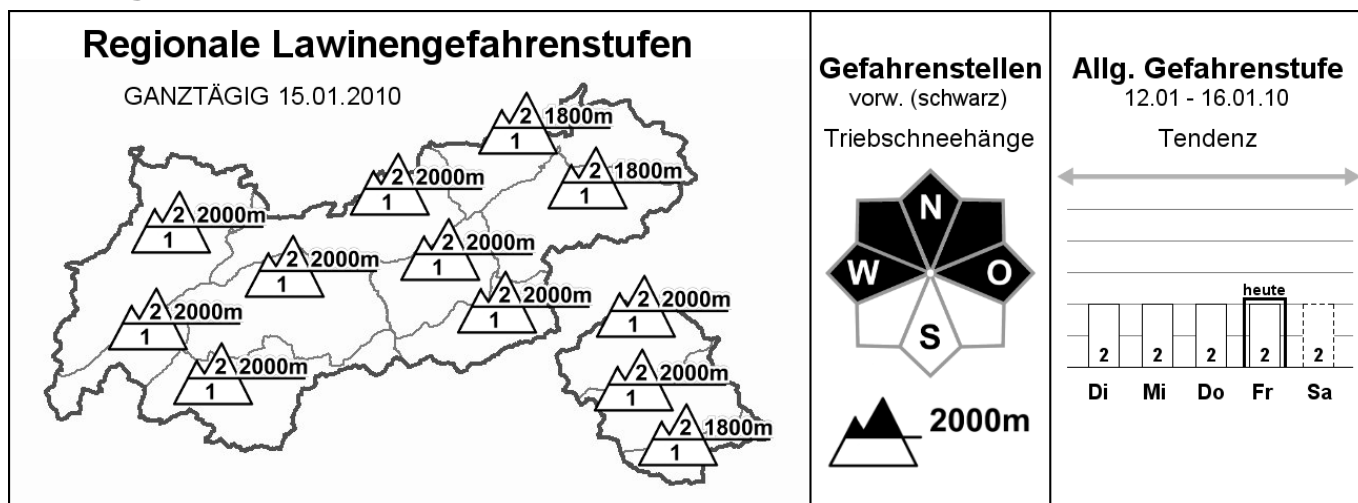 Regionale Lawinengefahrenstufen
GANZTÄGIG 15.01.2010
2 1800m
1
2 1800m
1
2 2000m
1
2 2000m
1
2 2000m
1
2 2000m
1
2 2000m
1
2 2000m
1
2 2000m
1
2 2000m
1
2 2000m
1
2 1800m
1
Gefahrenstellen
vorw. (schwarz)
Triebschneehänge
N
W O
S
2000m
Allg. Gefahrenstufe
12.01 - 16.01.10
Tendenz
heute
2 2 2 2 2
Di Mi Do Fr Sa